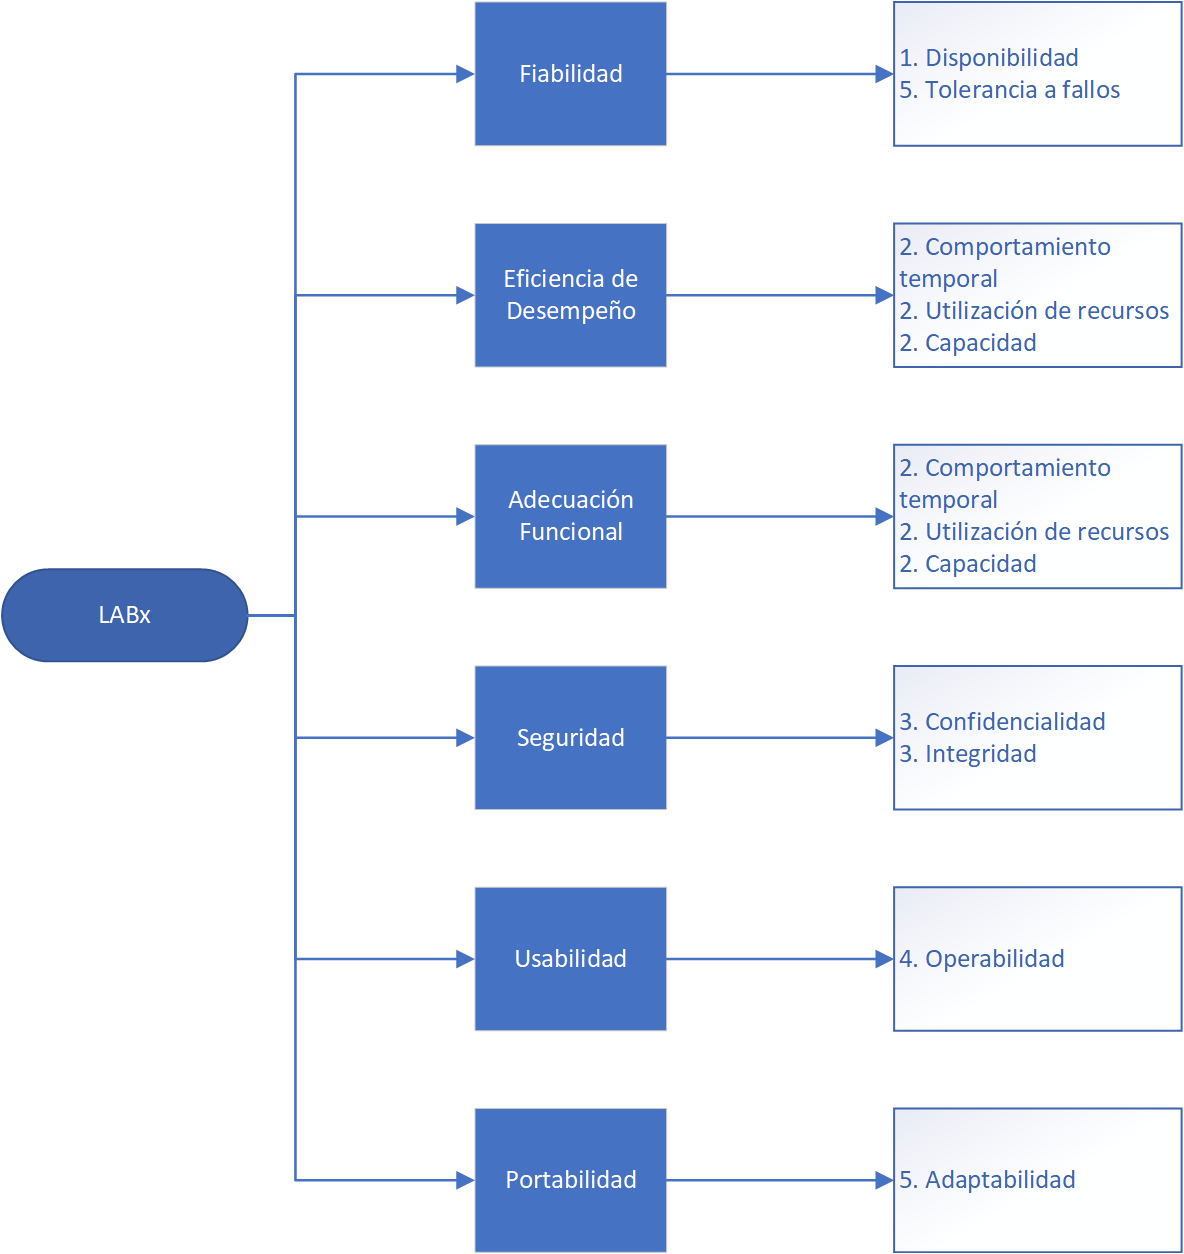 LABx
Fiabilidad
1. Disponibilidad
5. Tolerancia a fallos
Eficiencia de
Desempeño
2. Comportamiento
temporal
2. Utilización de recursos
2. Capacidad
Adecuación
Funcional
2. Comportamiento
temporal
2. Utilización de recursos
2. Capacidad
Seguridad
3. Confidencialidad
3. Integridad
Usabilidad
4. Operabilidad
Portabilidad
5. Adaptabilidad